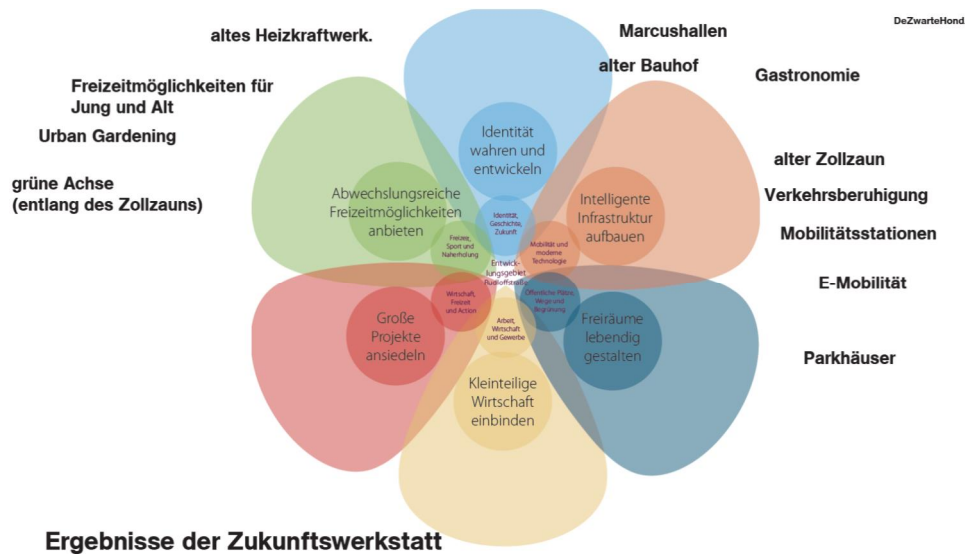 DeZwarteHond.
altes Heizkraftwerk.
Marcushallen
alter Bauhof
Gastronomie
Freizeitmöglichkeiten für
Jung und Alt
Urban Gardening
grüne Achse
(entlang des Zollzauns)
alter Zollzaun
Verkehrsberuhigung
Mobilitätsstationen
E-Mobilität
Parkhäuser
Identität
wahren und
entwickeln
Identität,
Geschichte,
Zukunft
Abwechslungsreiche
Freizeitmöglichkeiten
anbieten
Freizeit,
Sport und
Naherholung
Intelligente
Infrastruktur
aufbauen
Mobilität und
moderne
Technologie
Entwick-
lungsgebiet
Rudloffstraße
Große
Projekte
ansiedeln
Wirtschaft,
Freizeit
und Action
Öffentliche Plätze,
Wege und
Begrünung
Freiräume
lebendig
gestalten
Arbeit,
Wirtschaft
und Gewerbe
Kleinteilige
Wirtschaft
einbinden
Ergebnisse der Zukunftswerkstatt